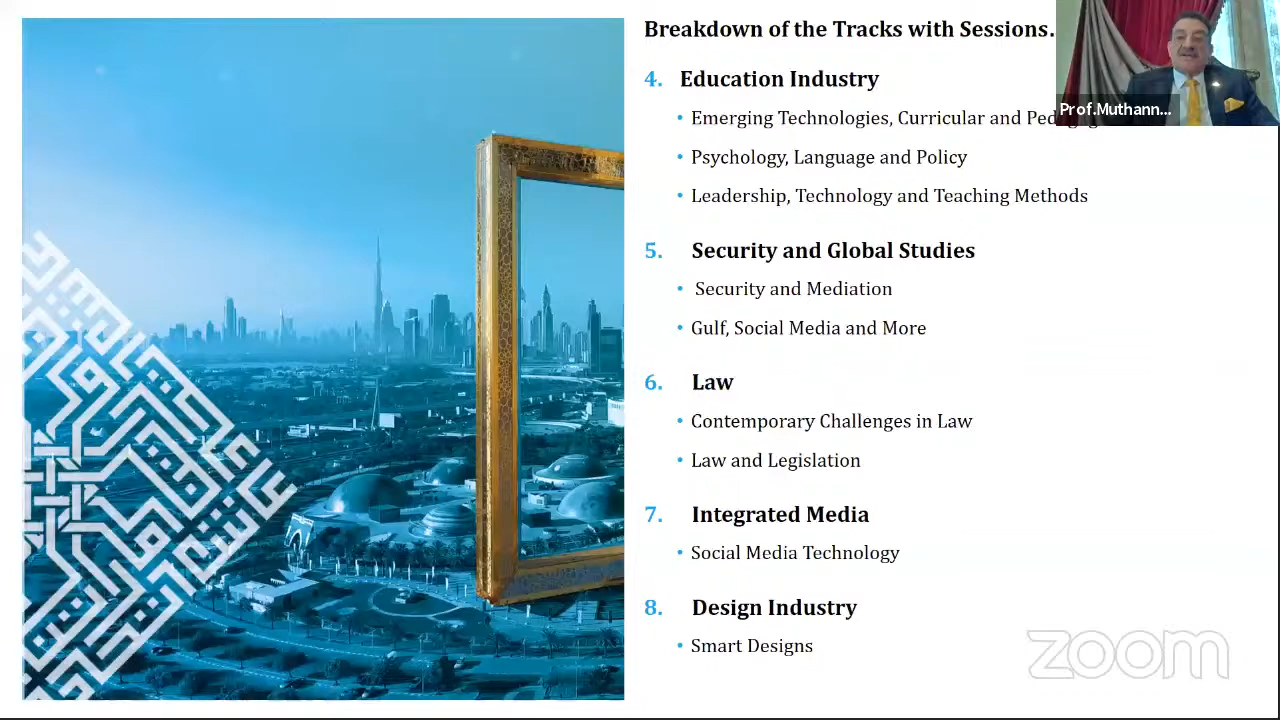 Breakdown of the Tracks with Sessions.
Prof.Muthann...
4. Education Industry
• Emerging Technologies, Curricular and
• Psychology, Language and Policy
• Leadership, Technology and Teaching Methods
5. Security and Global Studies
• Security and Mediation
• Gulf, Social Media and More
6. Law
• Contemporary Challenges in Law
• Law and Legislation
7. Integrated Media
• Social Media Technology
8. Design Industry
• Smart Designs
zoom